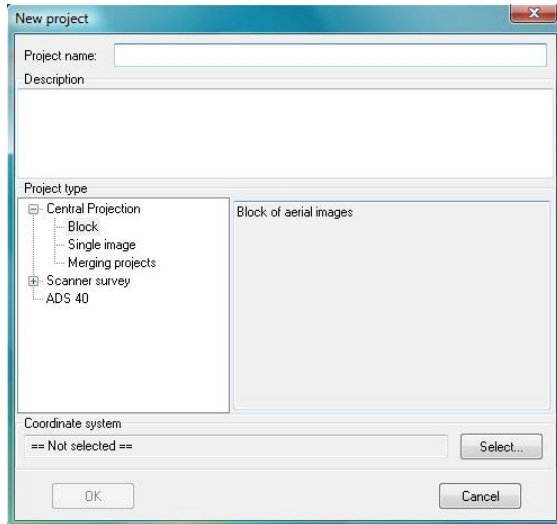 New project
Project name:
Description
Project type
Central Projection
Block
Single image
Merging projects
Scanner survey
ADS 40
Block of aerial images
Coordinate system
== Not selected ==
Select...
OK
Cancel